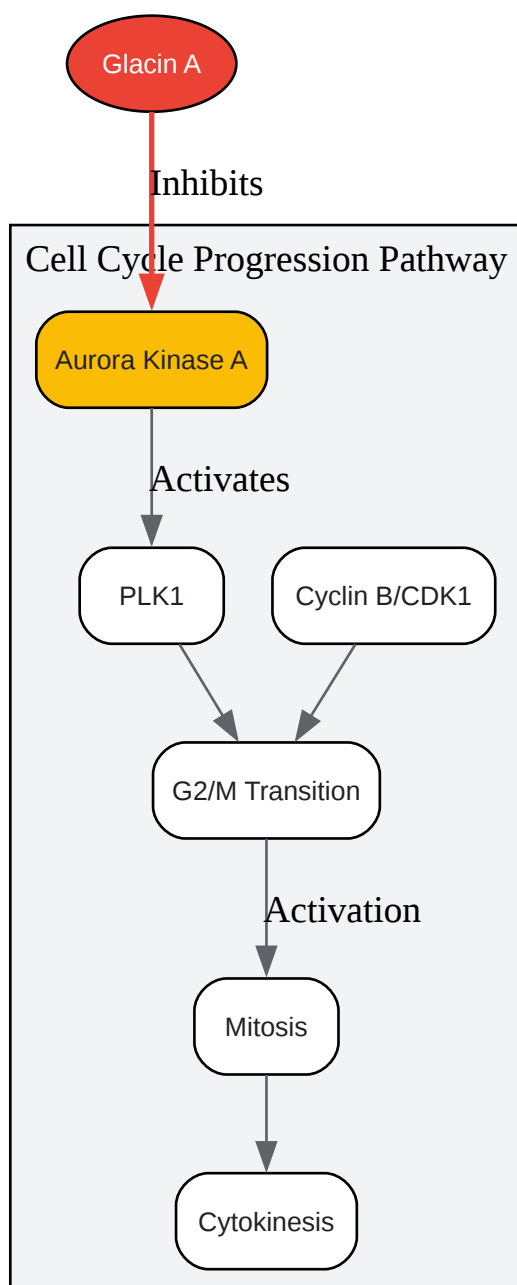 Glacin A
Inhibits
Cell Cycle Progression Pathway
Aurora Kinase A
Activates
PLK1
Cyclin B/CDK1
G2/M Transition
Activation
Mitosis
Cytokinesis